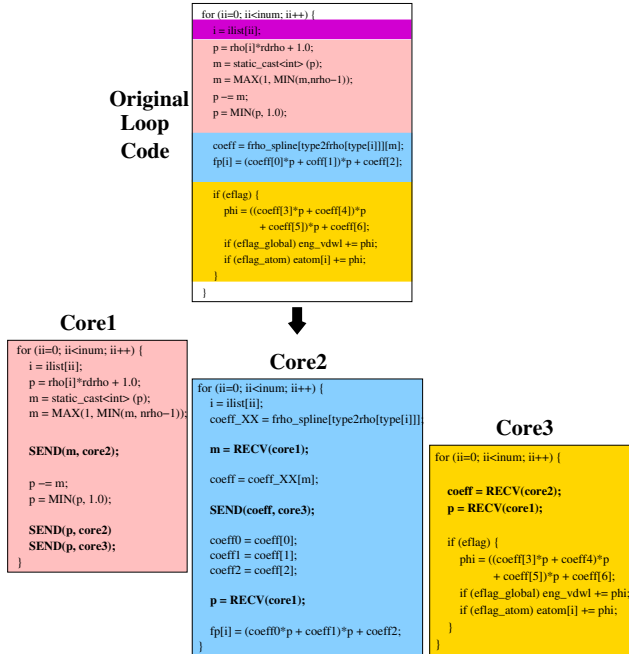 for (ii=0; ii<inum; ii++) {
i = ilist[ii];
p = rho[i]*rdrho + 1.0;
m = static_cast<int> (p);
m = MAX(1, MIN(m,nrho−1));
p −= m;
p = MIN(p, 1.0);
coeff = frho_spline[type2frho[type[i]]][m];
fp[i] = (coeff[0]*p + coff[1])*p + coeff[2];
if (eflag) {
phi = ((coeff[3]*p + coeff[4])*p
+ coeff[5])*p + coeff[6];
if (eflag_global) eng_vdwl += phi;
if (eflag_atom) eatom[i] += phi;
}
}
Original
Loop
Code
Core1
for (ii=0; ii<inum; ii++) {
i = ilist[ii];
p = rho[i]*rdrho + 1.0;
m = static_cast<int> (p);
m = MAX(1, MIN(m, nrho−1));
SEND(m, core2);
p −= m;
p = MIN(p, 1.0);
SEND(p, core2)
SEND(p, core3);
}
Core2
for (ii=0; ii<inum; ii++) {
i = ilist[ii];
coeff_XX = frho_spline[type2rho[type[i]]];
m = RECV(core1);
coeff = coeff_XX[m];
SEND(coeff, core3);
coeff0 = coeff[0];
coeff1 = coeff[1];
coeff2 = coeff[2];
p = RECV(core1);
fp[i] = (coeff0*p + coeff1)*p + coeff2;
}
Core3
for (ii=0; ii<inum; ii++) {
coeff = RECV(core2);
p = RECV(core1);
if (eflag) {
phi = ((coeff[3]*p + coeff4)*p
+ coeff[5])*p + coeff[6];
if (eflag_global) eng_vdwl += phi;
if (eflag_atom) eatom[i] += phi;
}
}